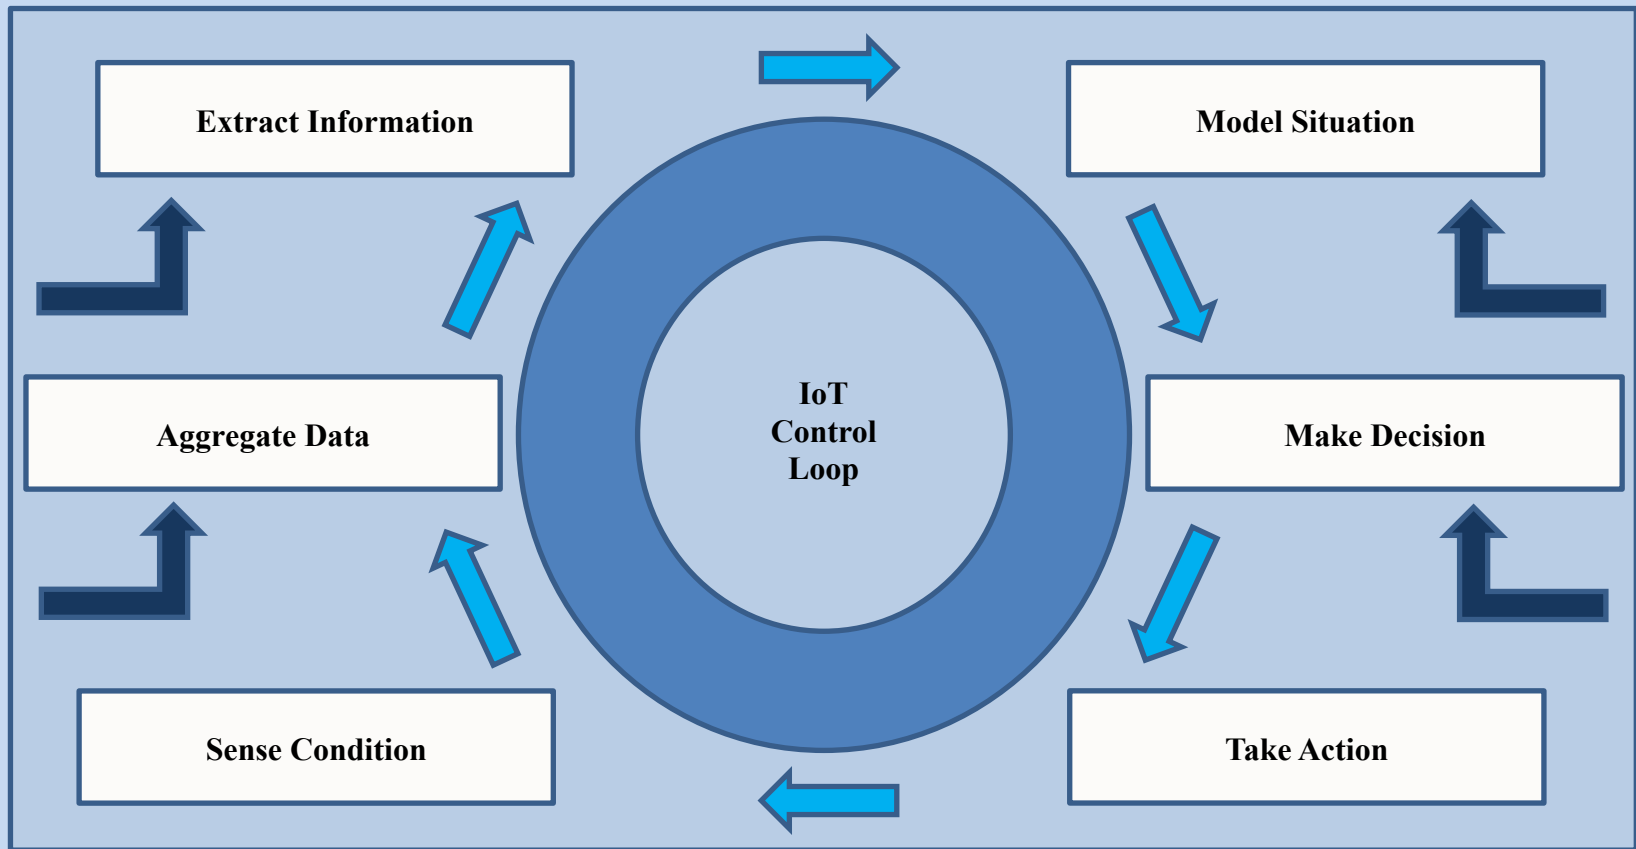 Extract Information
Model Situation
IoT
Control
Loop
Aggregate Data
Make Decision
Sense Condition
Take Action